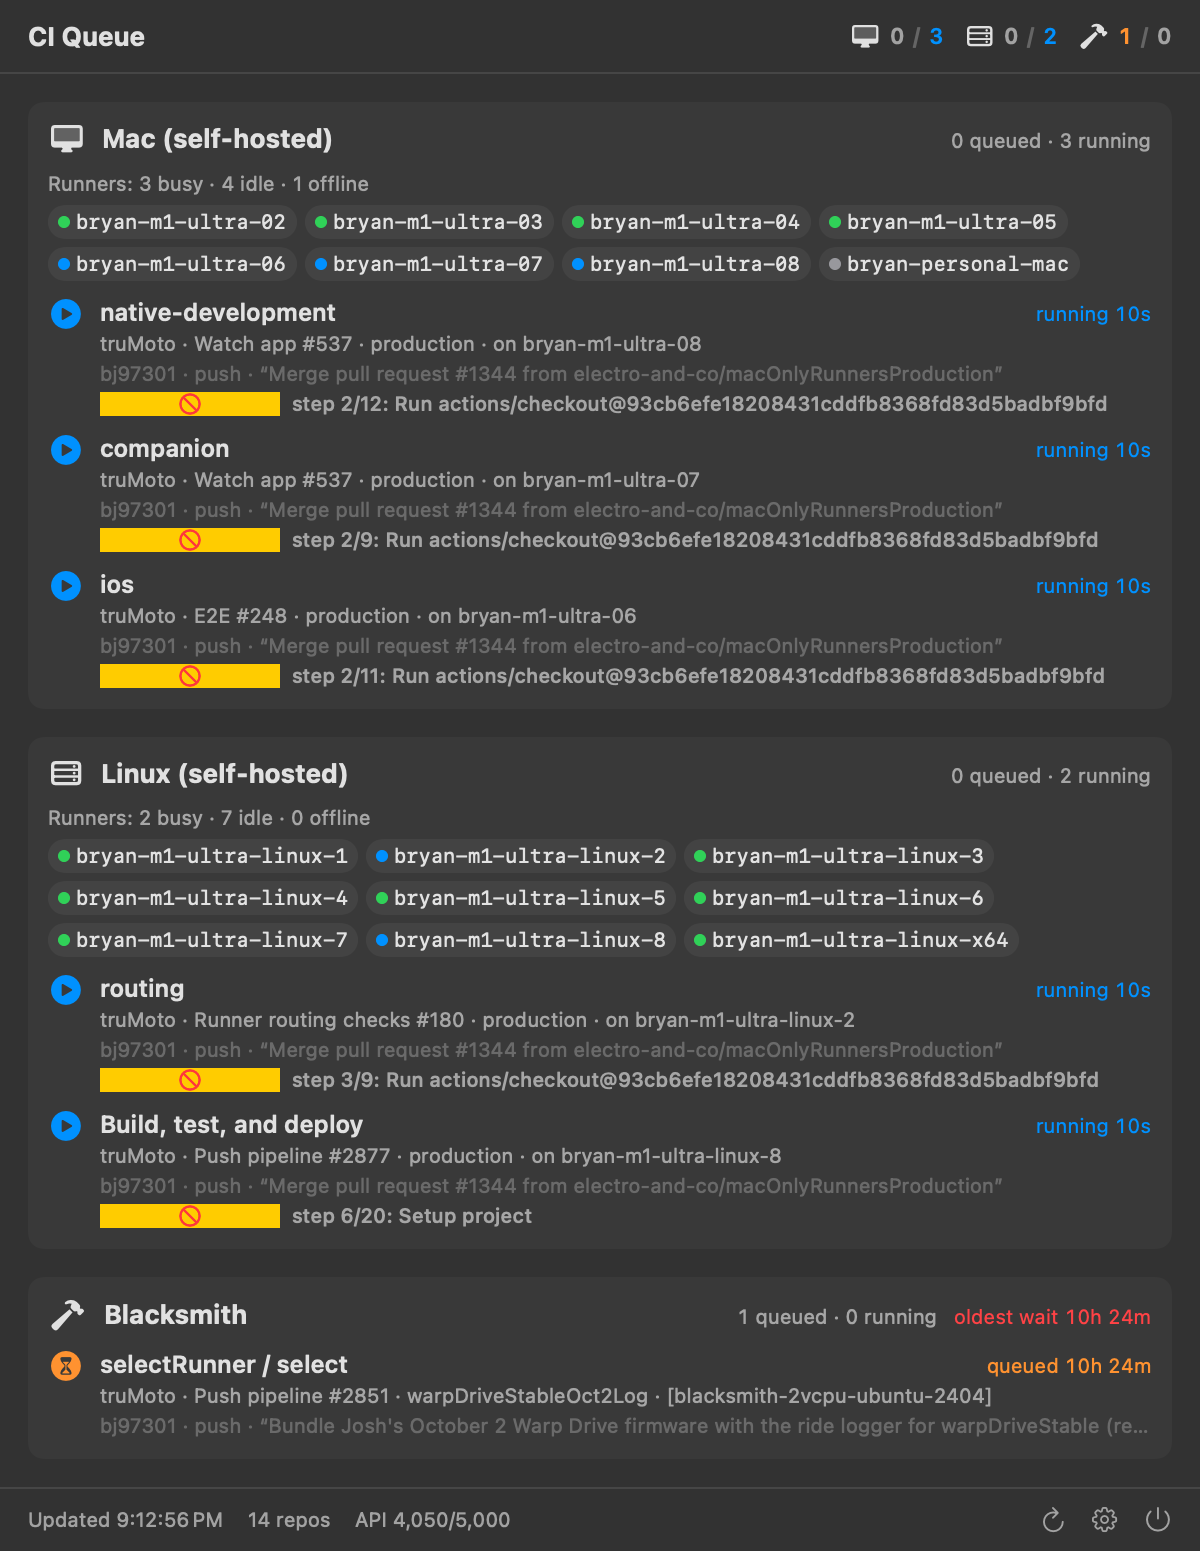 CI Queue
0 / 3 0 / 2 1 / 0
Mac (self-hosted)
0 queued · 3 running
Runners: 3 busy · 4 idle · 1 offline
bryan-m1-ultra-02 bryan-m1-ultra-03 bryan-m1-ultra-04 bryan-m1-ultra-05
bryan-m1-ultra-06 bryan-m1-ultra-07 bryan-m1-ultra-08 bryan-personal-mac
native-development running 10s
truMoto · Watch app #537 · production · on bryan-m1-ultra-08
bj97301 · push · “Merge pull request #1344 from electro-and-co/macOnlyRunnersProduction”
step 2/12: Run actions/checkout@93cb6efe18208431cddfb8368fd83d5badbf9bfd
companion running 10s
truMoto · Watch app #537 · production · on bryan-m1-ultra-07
bj97301 · push · “Merge pull request #1344 from electro-and-co/macOnlyRunnersProduction”
step 2/9: Run actions/checkout@93cb6efe18208431cddfb8368fd83d5badbf9bfd
ios running 10s
truMoto · E2E #248 · production · on bryan-m1-ultra-06
bj97301 · push · “Merge pull request #1344 from electro-and-co/macOnlyRunnersProduction”
step 2/11: Run actions/checkout@93cb6efe18208431cddfb8368fd83d5badbf9bfd
Linux (self-hosted)
0 queued · 2 running
Runners: 2 busy · 7 idle · 0 offline
bryan-m1-ultra-linux-1 bryan-m1-ultra-linux-2 bryan-m1-ultra-linux-3
bryan-m1-ultra-linux-4 bryan-m1-ultra-linux-5 bryan-m1-ultra-linux-6
bryan-m1-ultra-linux-7 bryan-m1-ultra-linux-8 bryan-m1-ultra-linux-x64
routing running 10s
truMoto · Runner routing checks #180 · production · on bryan-m1-ultra-linux-2
bj97301 · push · “Merge pull request #1344 from electro-and-co/macOnlyRunnersProduction”
step 3/9: Run actions/checkout@93cb6efe18208431cddfb8368fd83d5badbf9bfd
Build, test, and deploy running 10s
truMoto · Push pipeline #2877 · production · on bryan-m1-ultra-linux-8
bj97301 · push · “Merge pull request #1344 from electro-and-co/macOnlyRunnersProduction”
step 6/20: Setup project
Blacksmith
1 queued · 0 running oldest wait 10h 24m
selectRunner / select queued 10h 24m
truMoto · Push pipeline #2851 · warpDriveStableOct2Log · [blacksmith-2vcpu-ubuntu-2404]
bj97301 · push · “Bundle Josh's October 2 Warp Drive firmware with the ride logger for warpDriveStable (re…
Updated 9:12:56 PM 14 repos API 4,050/5,000